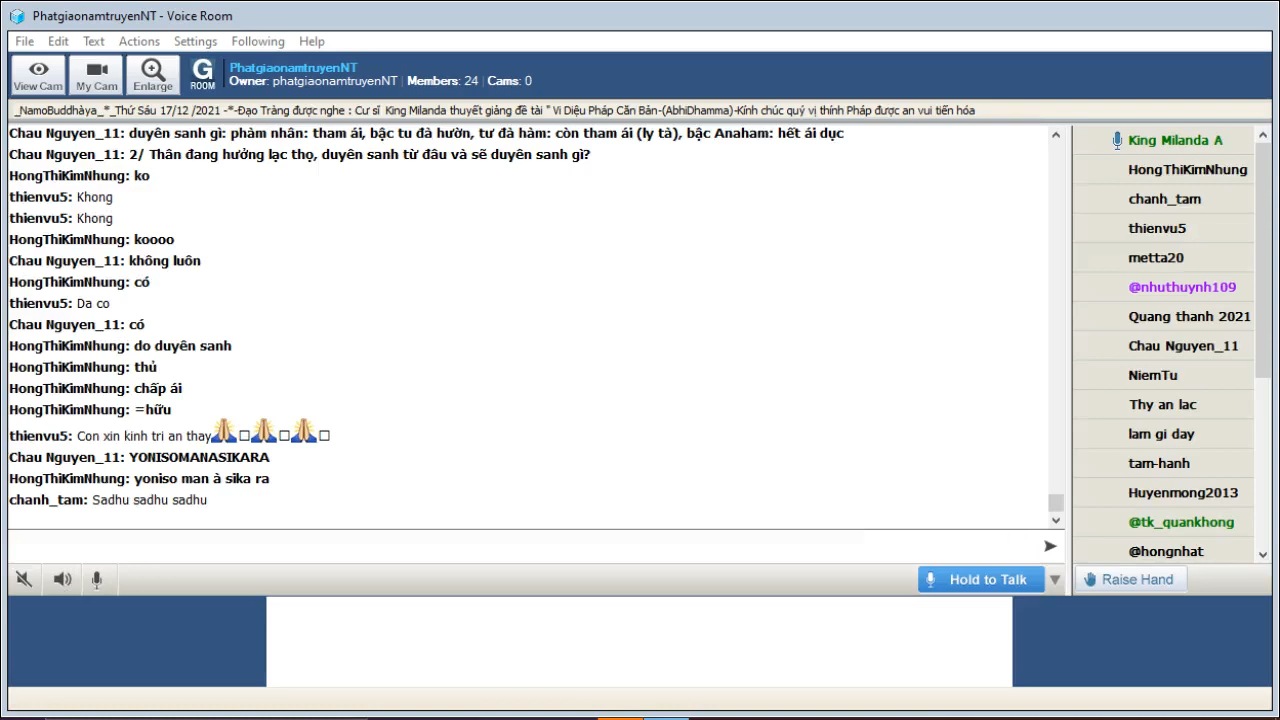 PhatgiaonamtruyenNT - Voice Room
File Edit Text Actions Settings Following Help
View Cam My Cam Enlarge G ROOM
PhatgiaonamtruyenNT
Owner: phatgiaonamtruyenNT | Members: 24 | Cams: 0
_NamoBuddhàya_*_Thứ Sáu 17/12 /2021 -*-Đạo Tràng được nghe : Cư sĩ King Milanda thuyết giảng đề tài " Vi Diệu Pháp Căn Bản-(AbhiDhamma)-Kính chúc quý vị thính Pháp được an vui tiến hóa
Chau Nguyen_11: duyên sanh gì: phàm nhân: tham ái, bậc tu đà hườn, tư đà hàm: còn tham ái (ly tà), bậc Anaham: hết ái dục
Chau Nguyen_11: 2/ Thân đang hưởng lạc thọ, duyên sanh từ đâu và sẽ duyên sanh gì?
HongThiKimNhung: ko
thienvu5: Khong
thienvu5: Khong
HongThiKimNhung: koooo
Chau Nguyen_11: không luôn
HongThiKimNhung: có
thienvu5: Da co
Chau Nguyen_11: có
HongThiKimNhung: do duyên sanh
HongThiKimNhung: thủ
HongThiKimNhung: chấp ái
HongThiKimNhung: =hữu
thienvu5: Con xin kinh tri an thay
Chau Nguyen_11: YONISOMANASIKARA
HongThiKimNhung: yoniso man à sika ra
chanh_tam: Sadhu sadhu sadhu
King Milanda A
HongThiKimNhung
chanh_tam
thienvu5
metta20
@nhuthuynh109
Quang thanh 2021
Chau Nguyen_11
NiemTu
Thy an lac
lam gi day
tam-hanh
Huyenmong2013
@tk_quankhong
@hongnhat
Hold to Talk
Raise Hand